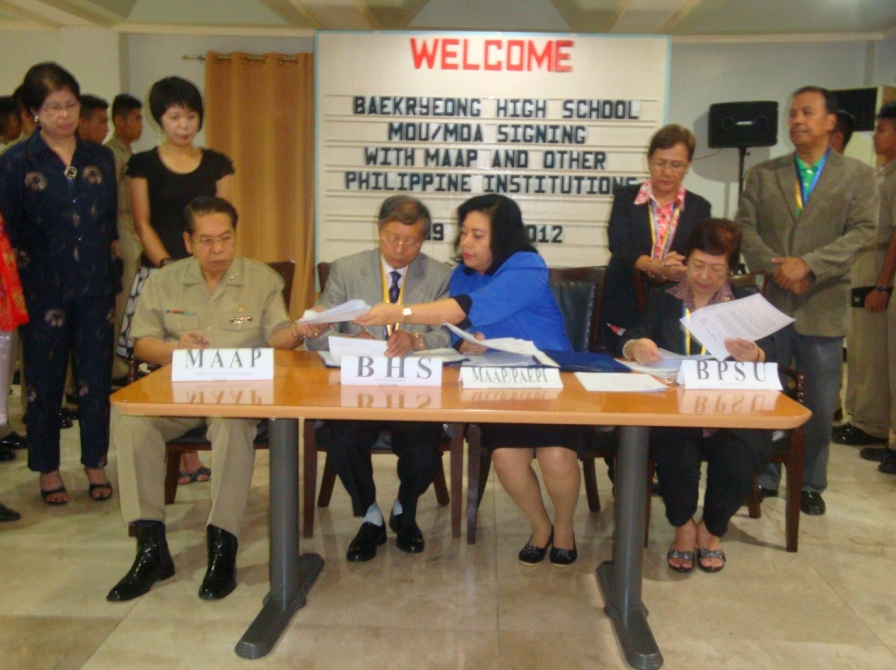 WELCOME
BAEKRYEONG HIGH SCHOOL
MOU/MOA SIGNING
WITH MAAP AND OTHER
PHILIPPINE INSTITUTIONS
9 2012
MAAP
BHS
MAAP/PAEPI
BPSU